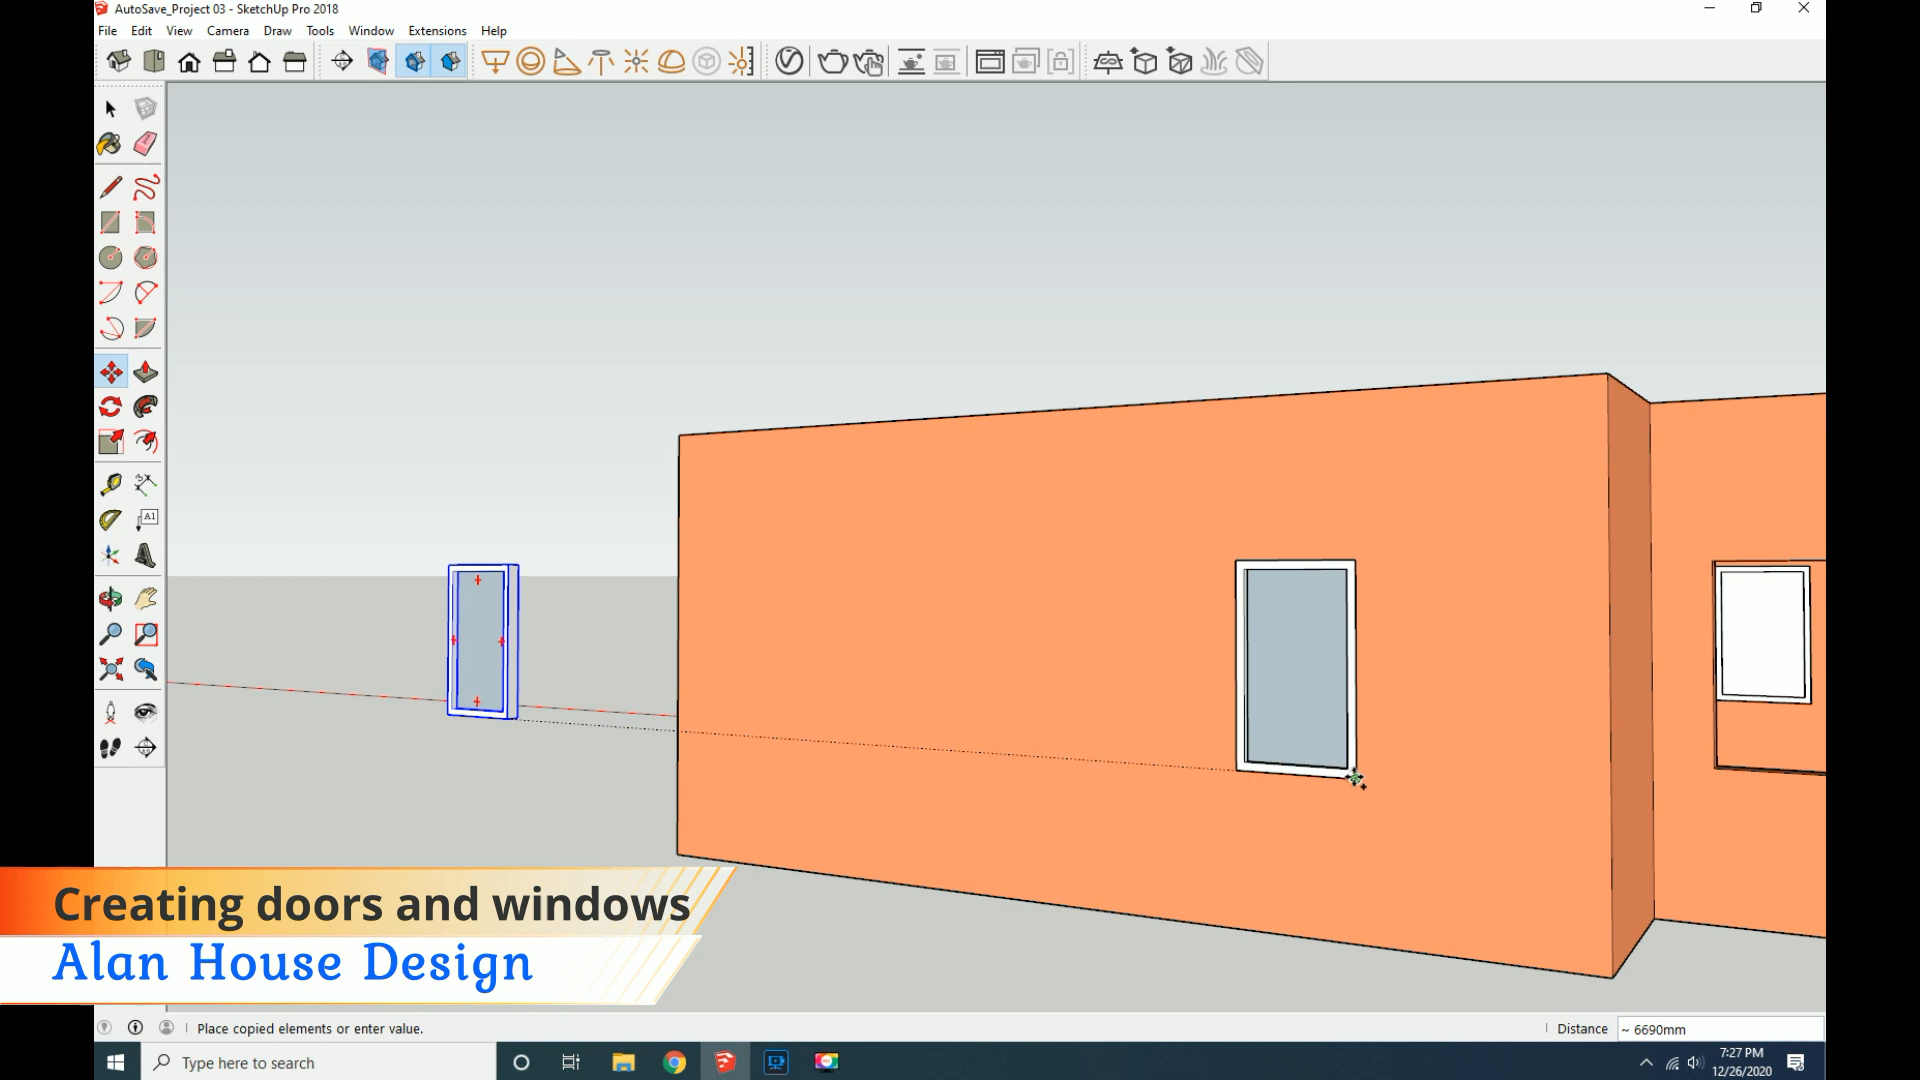 AutoSave_Project 03 - SketchUp Pro 2018
File Edit View Camera Draw Tools Window Extensions Help
A1
Creating doors and windows
Alan House Design
Place copied elements or enter value.
Distance ~ 6690mm
Type here to search
7:27 PM
12/26/2020